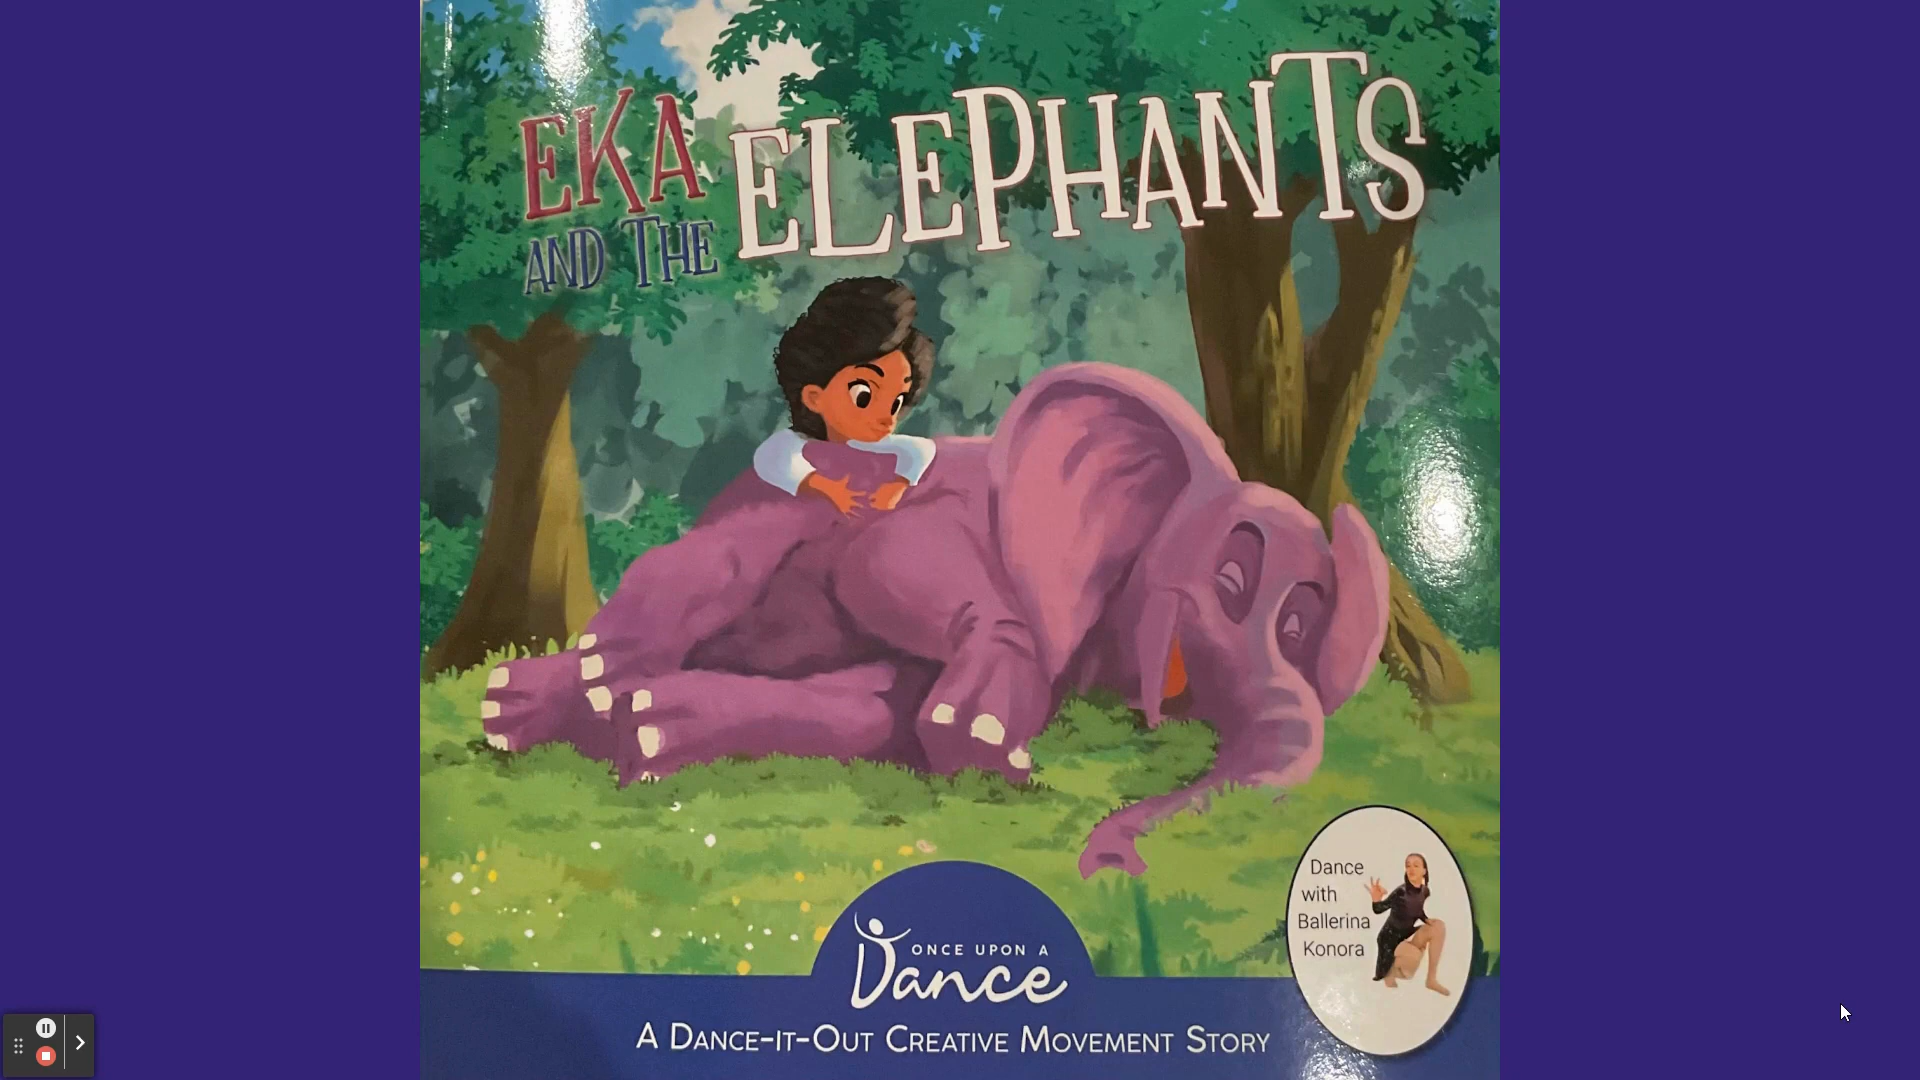 EKA
AND THE
ELEPHANTS
ONCE UPON A
Dance
A DANCE-IT-OUT CREATIVE MOVEMENT STORY
Dance
with
Ballerina
Konora